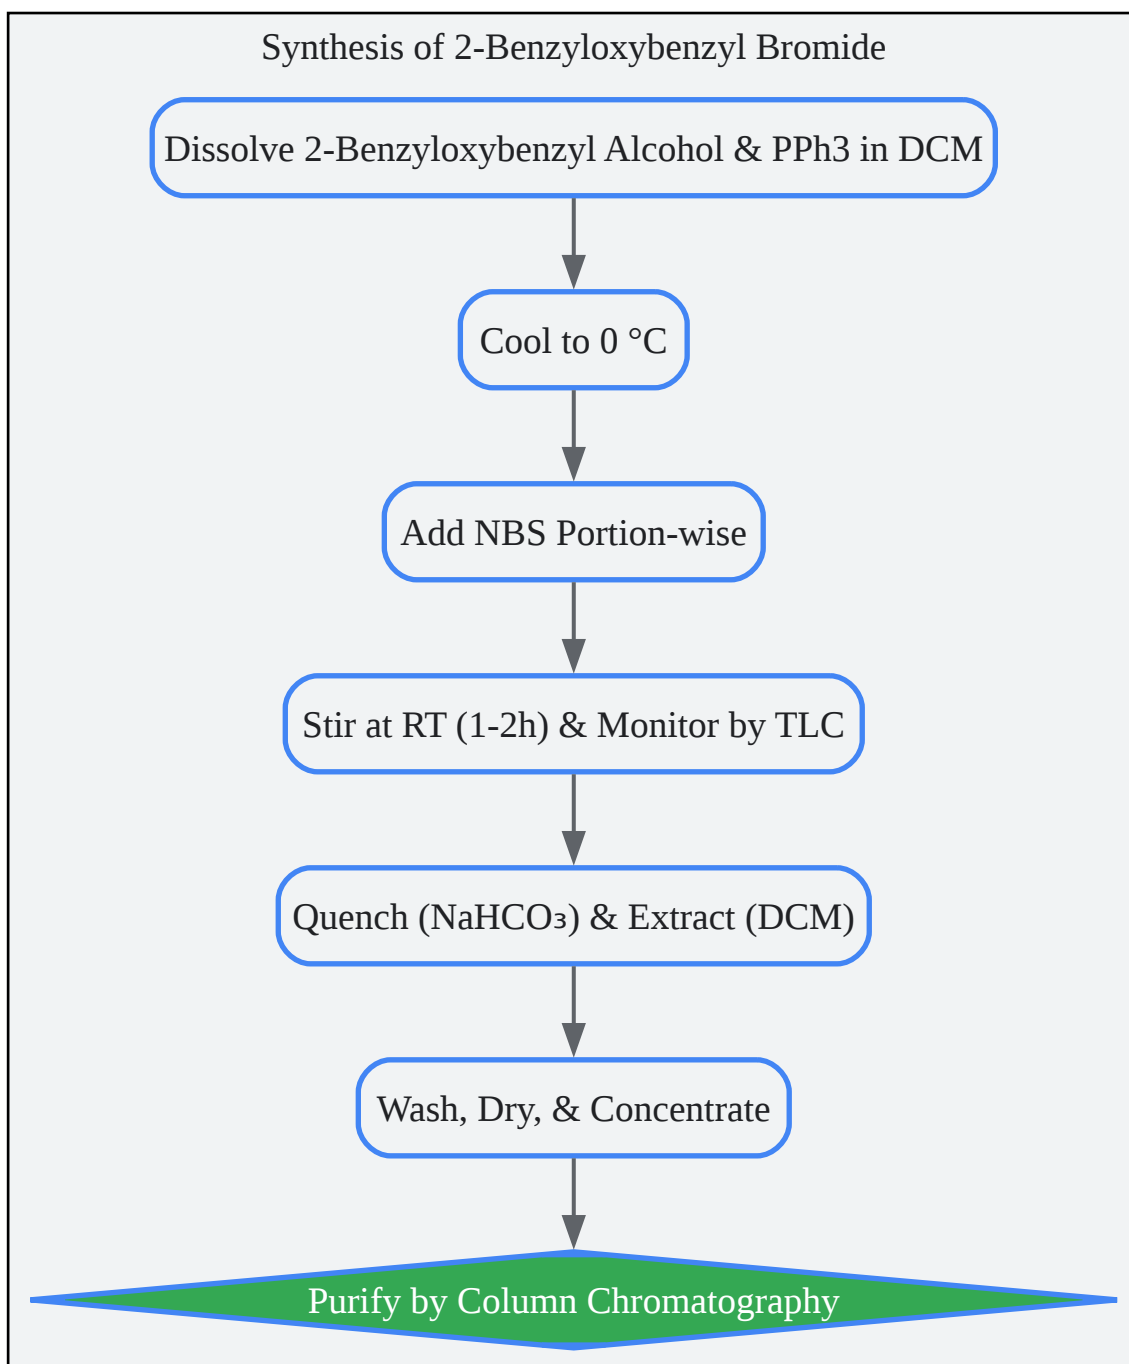 Synthesis of 2-Benzyloxybenzyl Bromide
Dissolve 2-Benzyloxybenzyl Alcohol & PPh3 in DCM
Cool to 0 °C
Add NBS Portion-wise
Stir at RT (1-2h) & Monitor by TLC
Quench (NaHCO₃) & Extract (DCM)
Wash, Dry, & Concentrate
Purify by Column Chromatography